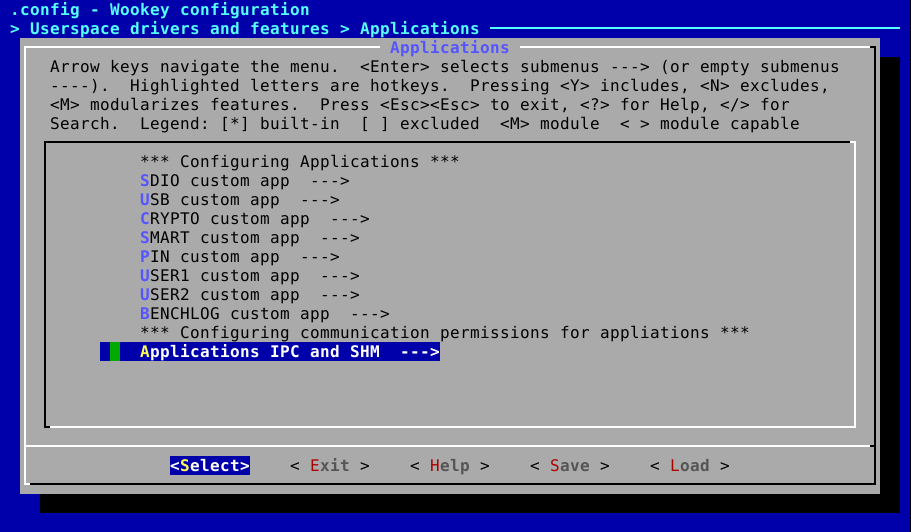 .config - Wookey configuration
> Userspace drivers and features > Applications
Applications
Arrow keys navigate the menu.  <Enter> selects submenus ---> (or empty submenus
----).  Highlighted letters are hotkeys.  Pressing <Y> includes, <N> excludes,
<M> modularizes features.  Press <Esc><Esc> to exit, <?> for Help, </> for
Search.  Legend: [*] built-in  [ ] excluded  <M> module  < > module capable
*** Configuring Applications ***
SDIO custom app  --->
USB custom app  --->
CRYPTO custom app  --->
SMART custom app  --->
PIN custom app  --->
USER1 custom app  --->
USER2 custom app  --->
BENCHLOG custom app  --->
*** Configuring communication permissions for appliations ***
Applications IPC and SHM  --->
<Select>    < Exit >    < Help >    < Save >    < Load >